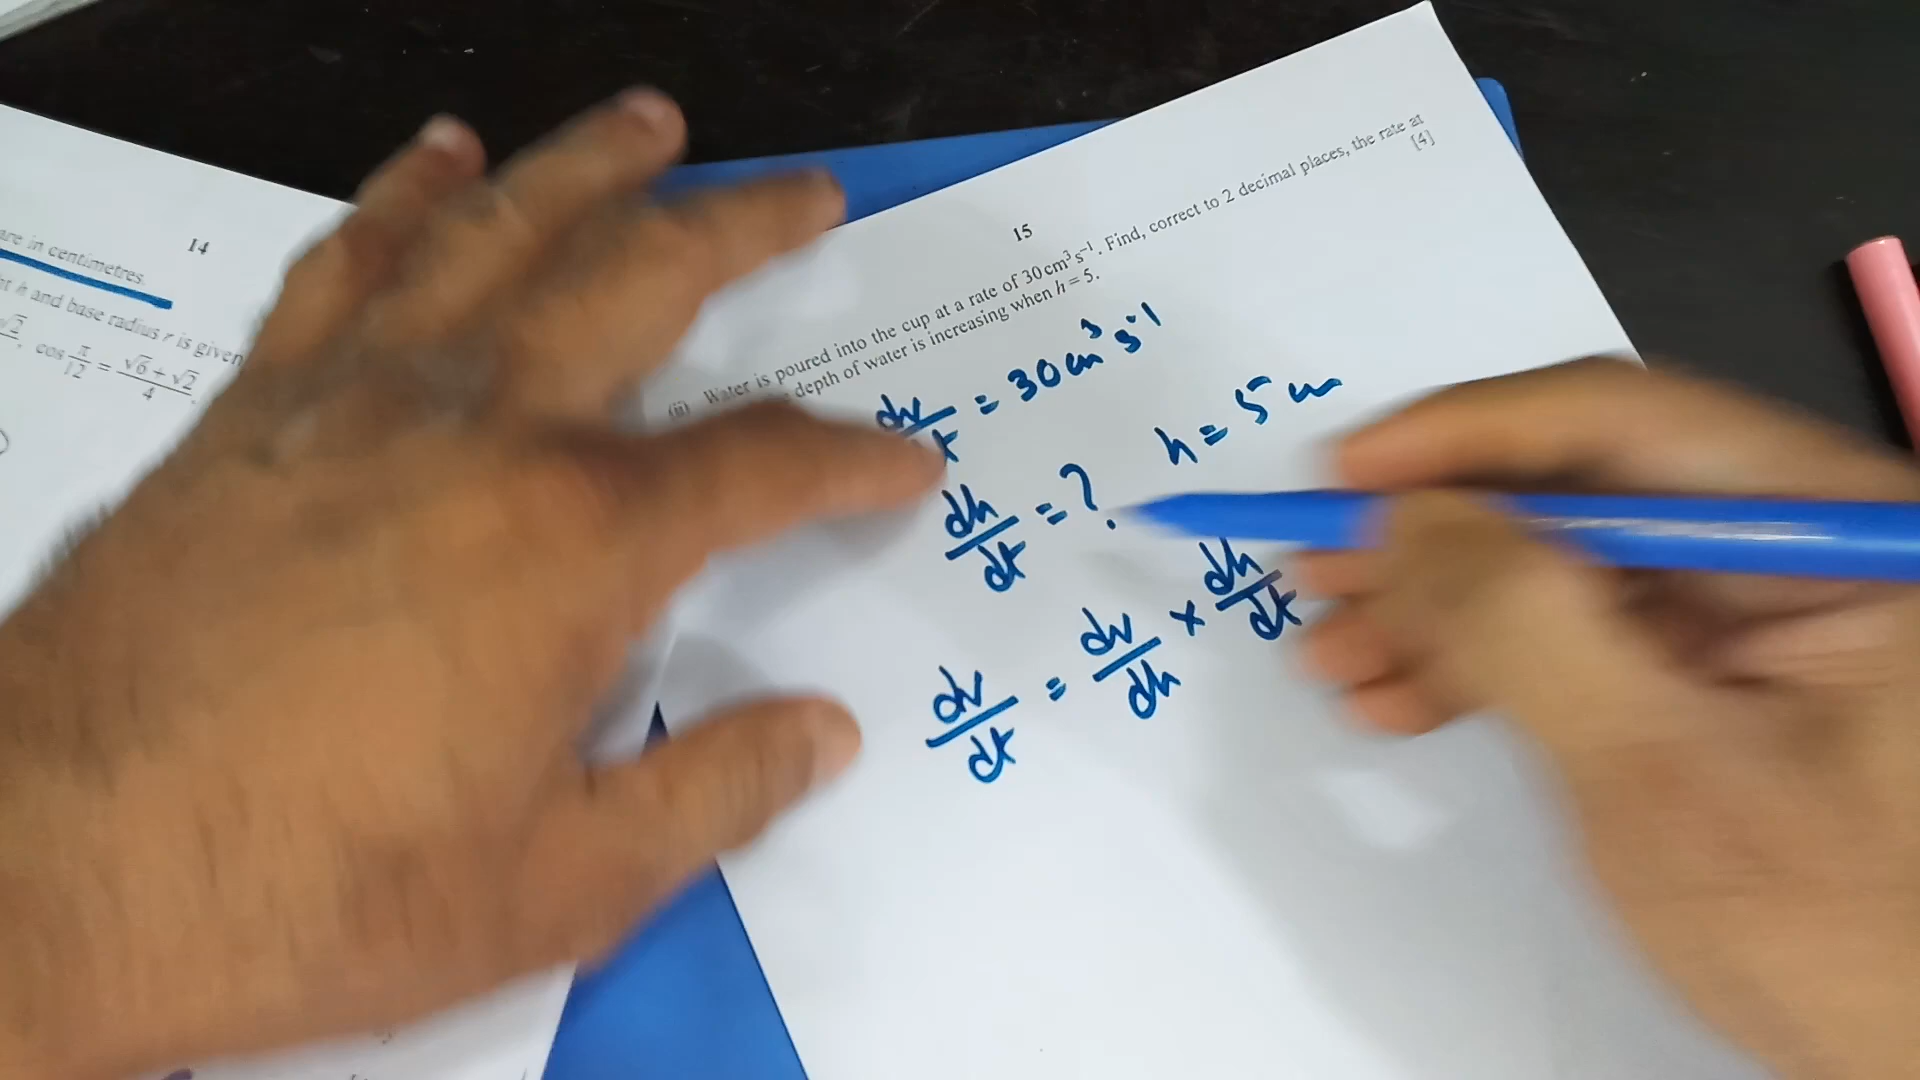 14
are in centimetres.
h and base radius r is given
√2, cos π/12 = (√6 + √2)/4,
15
(ii) Water is poured into the cup at a rate of 30 cm³ s⁻¹. Find, correct to 2 decimal places, the rate at
depth of water is increasing when h = 5.
[4]
dv/dt = 30 cm³ s⁻¹
h = 5 cm
dh/dt = ?
dv/dt = dv/dh × dh/dt